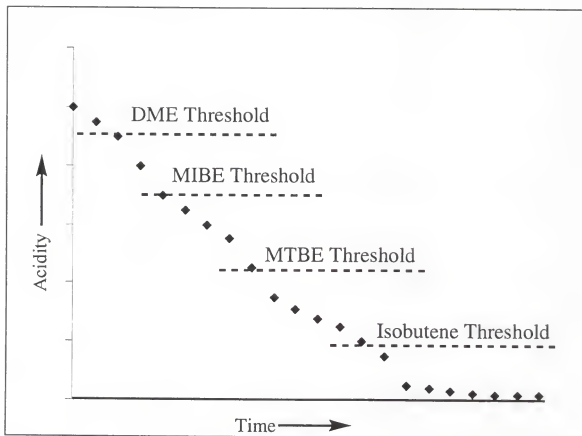 DME Threshold
MIBE Threshold
MTBE Threshold
Isobutene Threshold
Acidity
Time